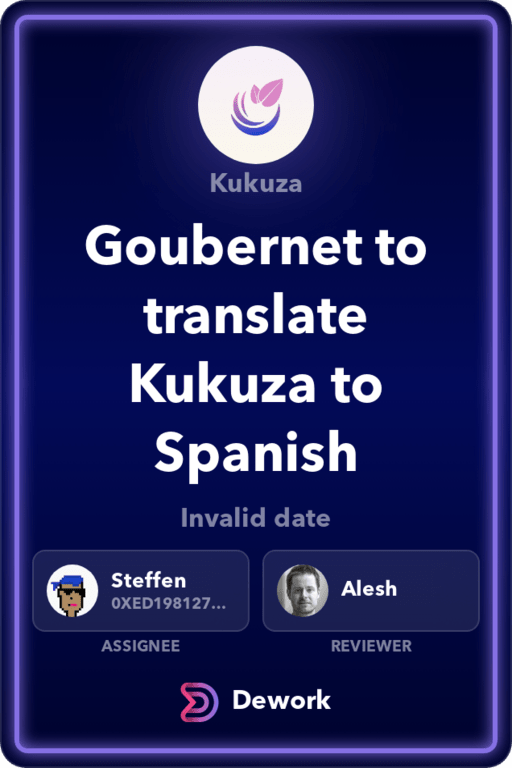 Kukuza
Goubernet to
translate
Kukuza to
Spanish
Invalid date
Steffen
0XED198127...
ASSIGNEE
Alesh
REVIEWER
Dework